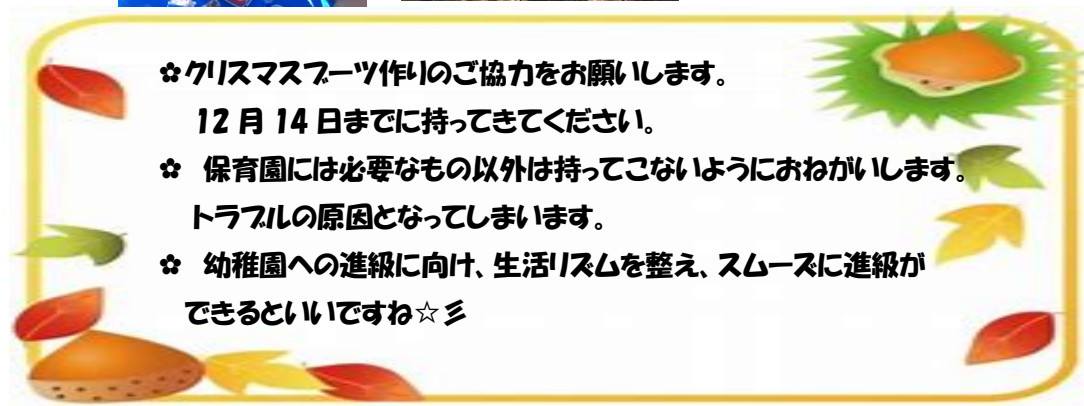 ✿クリスマスブーツ作りのご協力をお願いします。
12月14日までに持ってきてください。
✿ 保育園には必要なもの以外は持ってこないようにおねがいします。
トラブルの原因となってしまいます。
✿ 幼稚園への進級に向け、生活リズムを整え、スムーズに進級が
できるといいですね☆彡